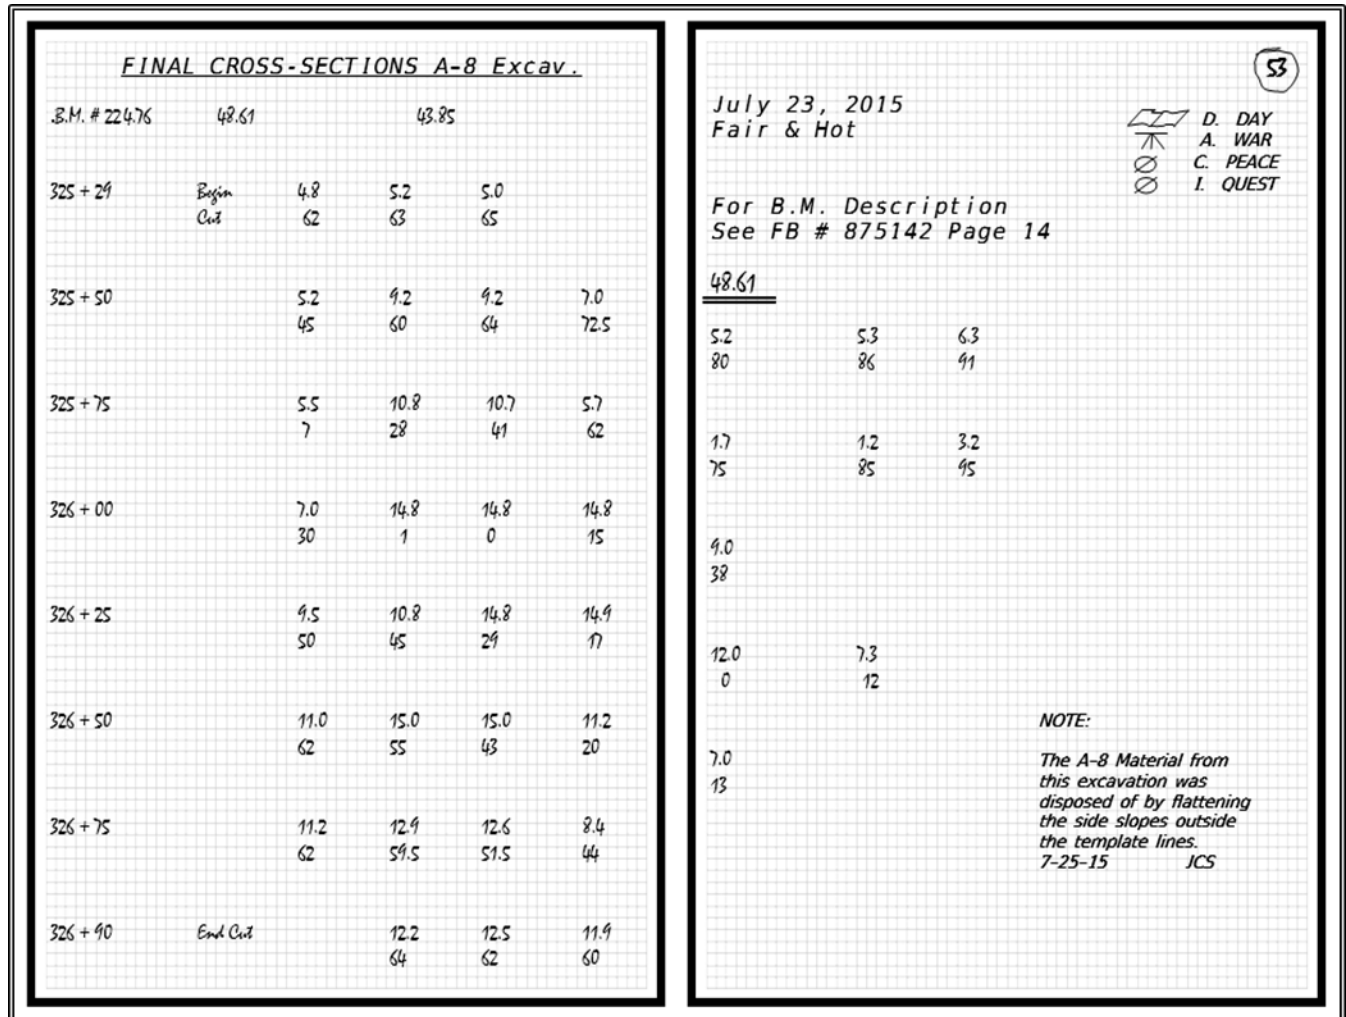 FINAL CROSS-SECTIONS A-8 Excav.
B.M. # 224.76 48.61 43.85
325 + 29 Begin 4.8 5.2 5.0
Cut 62 63 65
325 + 50 5.2 9.2 9.2 7.0
45 60 64 72.5
325 + 75 5.5 10.8 10.7 5.7
7 28 41 62
326 + 00 7.0 14.8 14.8 14.8
30 1 0 15
326 + 25 9.5 10.8 14.8 14.9
50 45 29 17
326 + 50 11.0 15.0 15.0 11.2
62 55 43 20
326 + 75 11.2 12.9 12.6 8.4
62 59.5 51.5 44
326 + 90 End Cut 12.2 12.5 11.9
64 62 60
53
July 23, 2015
Fair & Hot
D. DAY
A. WAR
C. PEACE
I. QUEST
For B.M. Description
See FB # 875142 Page 14
48.61
5.2 5.3 6.3
80 86 91
1.7 1.2 3.2
75 85 95
9.0
38
12.0 7.3
0 12
7.0
13
NOTE:
The A-8 Material from
this excavation was
disposed of by flattening
the side slopes outside
the template lines.
7-25-15 JCS